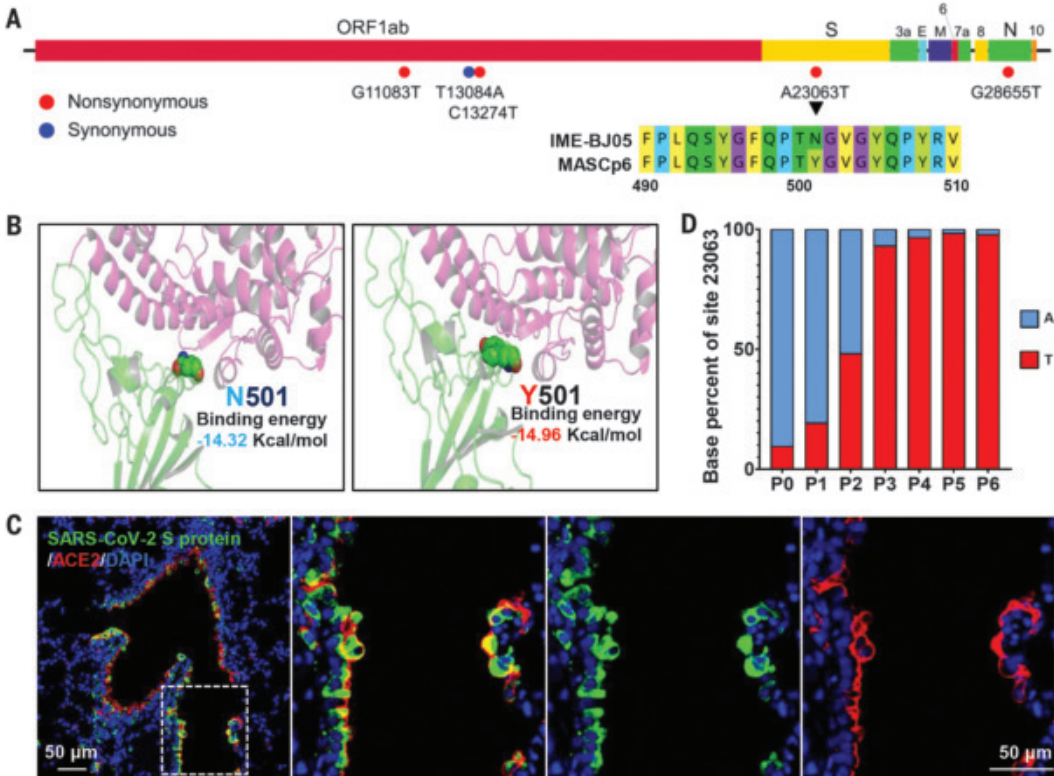 A
ORF1ab
S
3a
E
M
6
7a
8
N
10
G11083T
T13084A
C13274T
A23063T
G28655T
Nonsynonymous
Synonymous
IME-BJ05
F P L Q S Y G F Q P T N G V G Y Q P Y R V
MASCp6
F P L Q S Y G F Q P T Y G V G Y Q P Y R V
490 500 510
B
N501
Binding energy
-14.32 Kcal/mol
Y501
Binding energy
-14.96 Kcal/mol
D
Base percent of site 23063
100
50
0
P0 P1 P2 P3 P4 P5 P6
A
T
C
SARS-CoV-2 S protein
/ACE2/DAPI
50 µm
50 µm